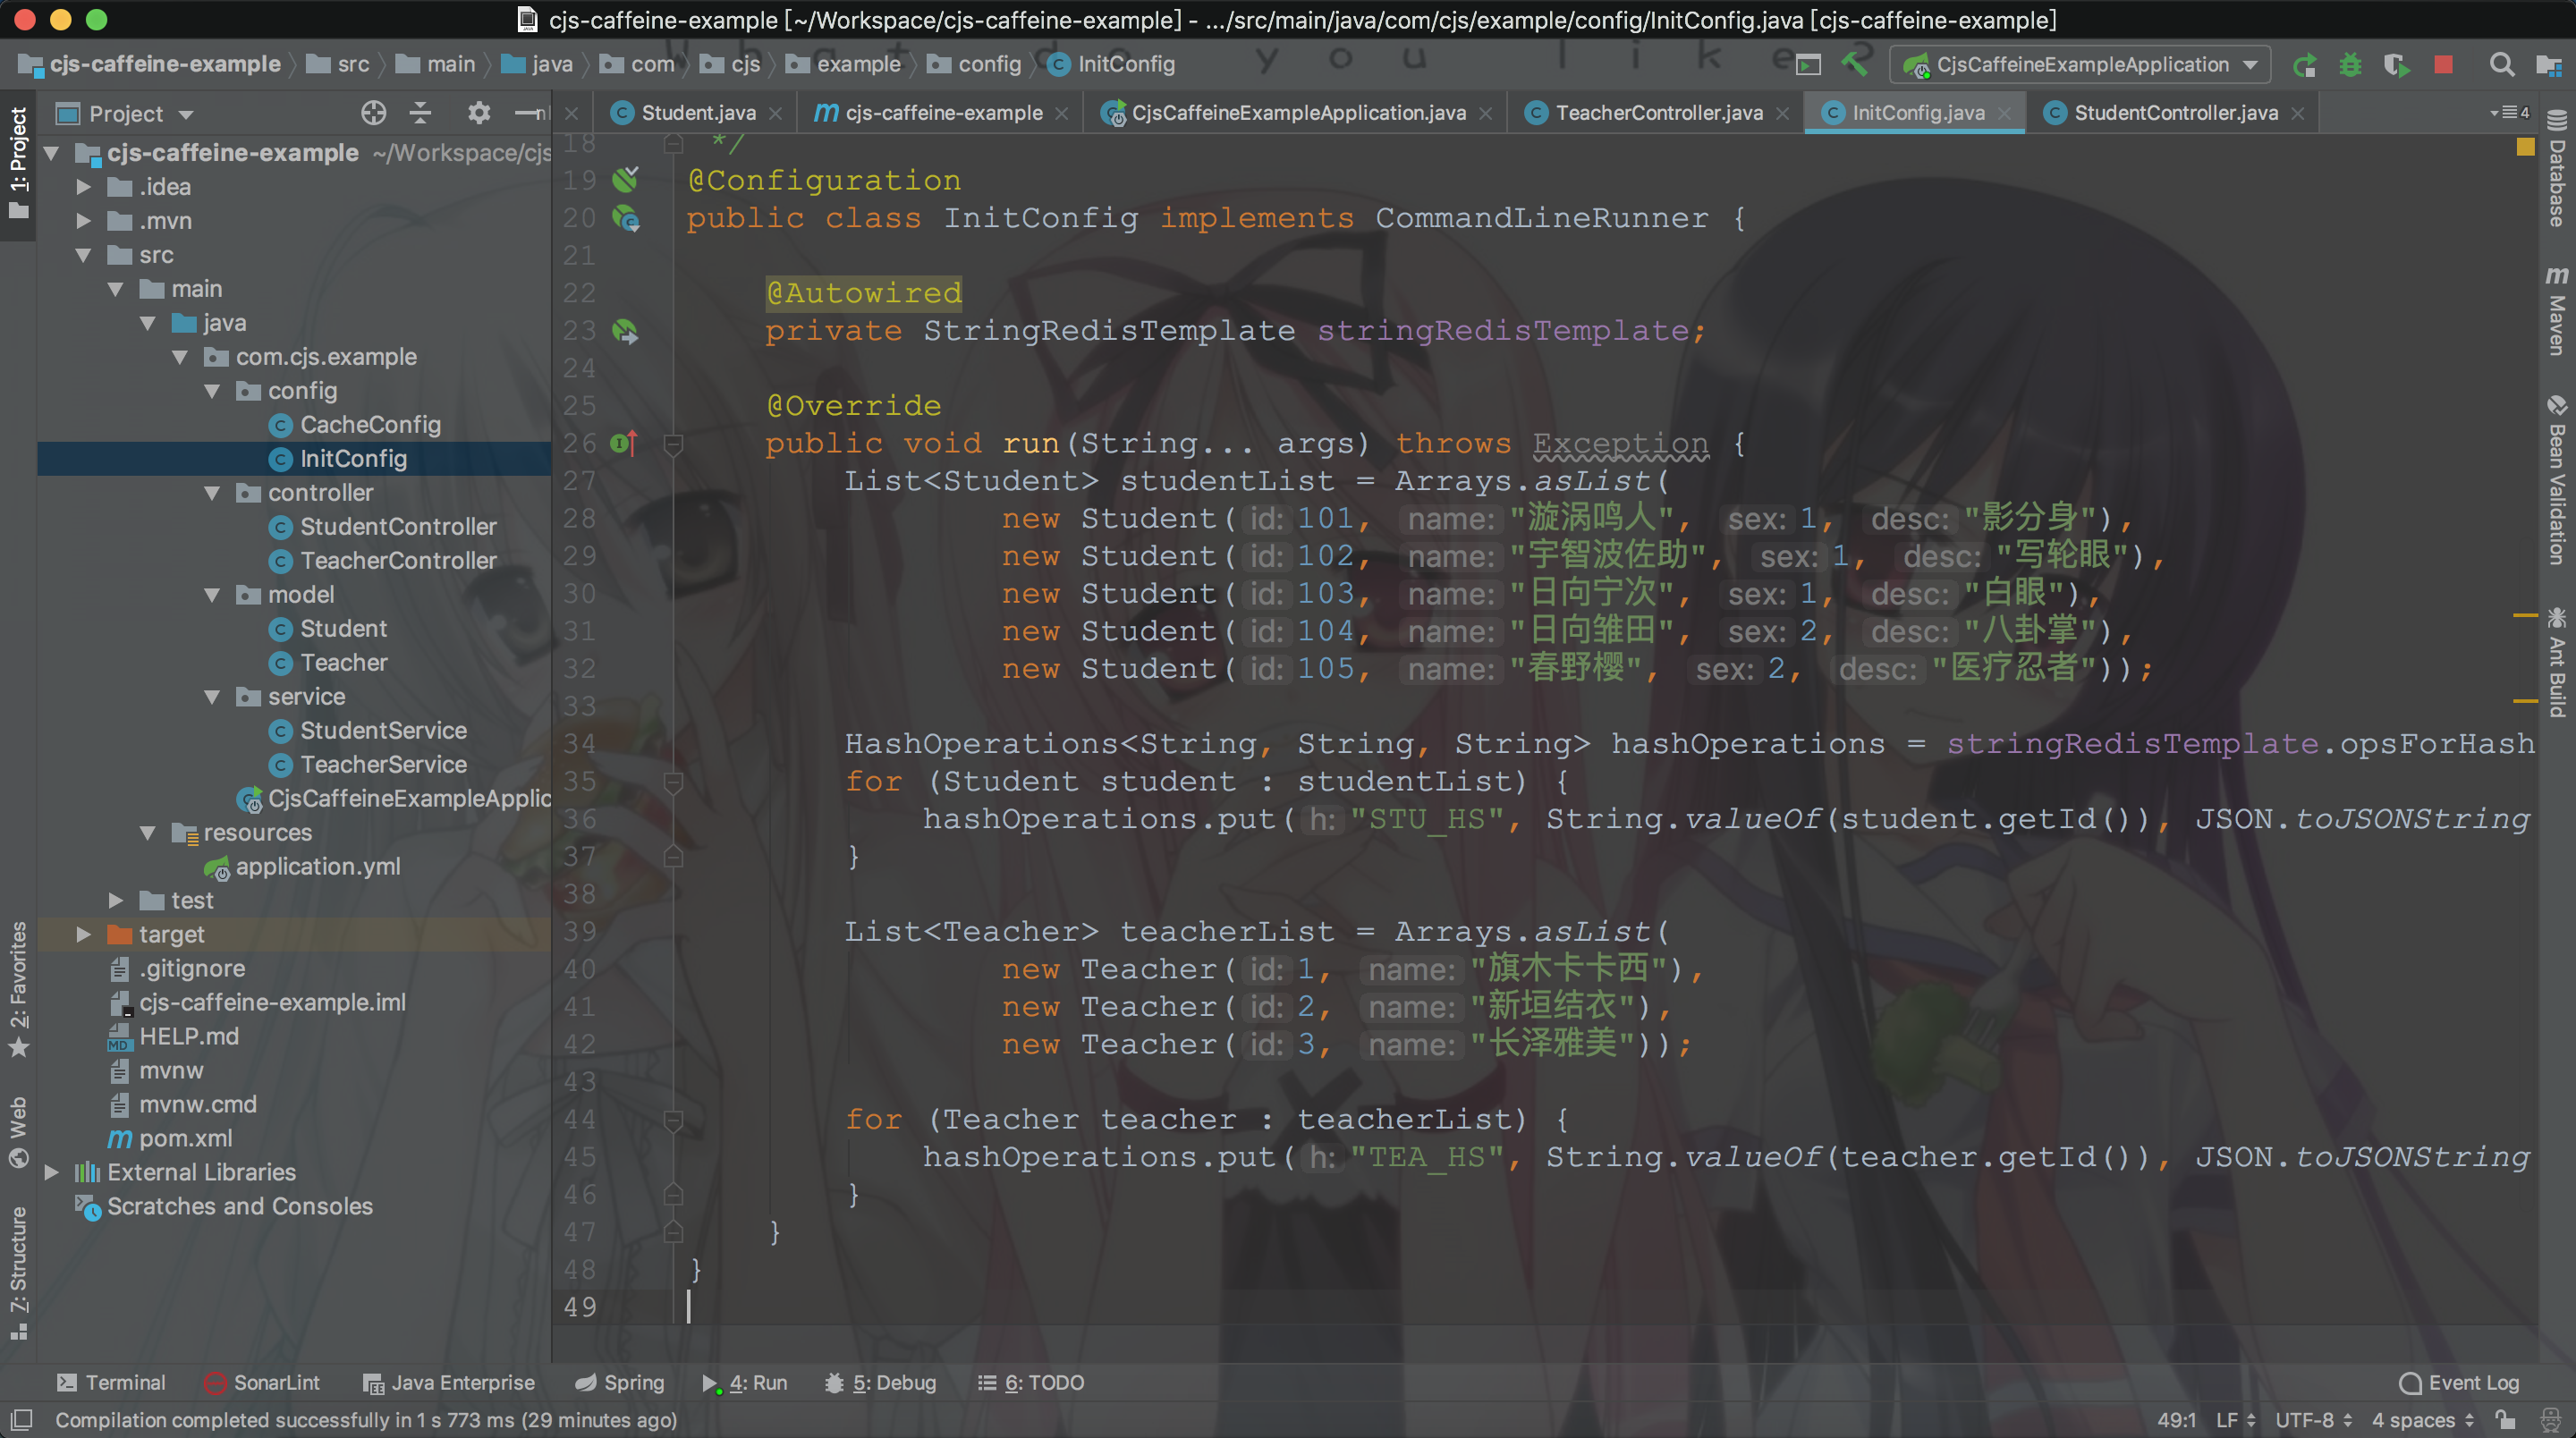 cjs-caffeine-example [~/Workspace/cjs-caffeine-example] - .../src/main/java/com/cjs/example/config/InitConfig.java [cjs-caffeine-example]
What do you like?
cjs-caffeine-example src main java com cjs example config InitConfig
CjsCaffeineExampleApplication
Project
Student.java cjs-caffeine-example CjsCaffeineExampleApplication.java TeacherController.java InitConfig.java StudentController.java 4
1: Project
2: Favorites
Web
7: Structure
cjs-caffeine-example ~/Workspace/cjs
.idea
.mvn
src
main
java
com.cjs.example
config
CacheConfig
InitConfig
controller
StudentController
TeacherController
model
Student
Teacher
service
StudentService
TeacherService
CjsCaffeineExampleApplic
resources
application.yml
test
target
.gitignore
cjs-caffeine-example.iml
HELP.md
mvnw
mvnw.cmd
pom.xml
External Libraries
Scratches and Consoles
18 */
19 @Configuration
20 public class InitConfig implements CommandLineRunner {
21
22 @Autowired
23 private StringRedisTemplate stringRedisTemplate;
24
25 @Override
26 public void run(String... args) throws Exception {
27 List<Student> studentList = Arrays.asList(
28 new Student( id: 101, name: "漩涡鸣人", sex: 1, desc: "影分身"),
29 new Student( id: 102, name: "宇智波佐助", sex: 1, desc: "写轮眼"),
30 new Student( id: 103, name: "日向宁次", sex: 1, desc: "白眼"),
31 new Student( id: 104, name: "日向雏田", sex: 2, desc: "八卦掌"),
32 new Student( id: 105, name: "春野樱", sex: 2, desc: "医疗忍者"));
33
34 HashOperations<String, String, String> hashOperations = stringRedisTemplate.opsForHash
35 for (Student student : studentList) {
36 hashOperations.put( h: "STU_HS", String.valueOf(student.getId()), JSON.toJSONString
37 }
38
39 List<Teacher> teacherList = Arrays.asList(
40 new Teacher( id: 1, name: "旗木卡卡西"),
41 new Teacher( id: 2, name: "新垣结衣"),
42 new Teacher( id: 3, name: "长泽雅美"));
43
44 for (Teacher teacher : teacherList) {
45 hashOperations.put( h: "TEA_HS", String.valueOf(teacher.getId()), JSON.toJSONString
46 }
47 }
48 }
49
Database
Maven
Bean Validation
Ant Build
Terminal SonarLint Java Enterprise Spring 4: Run 5: Debug 6: TODO Event Log
Compilation completed successfully in 1 s 773 ms (29 minutes ago) 49:1 LF UTF-8 4 spaces